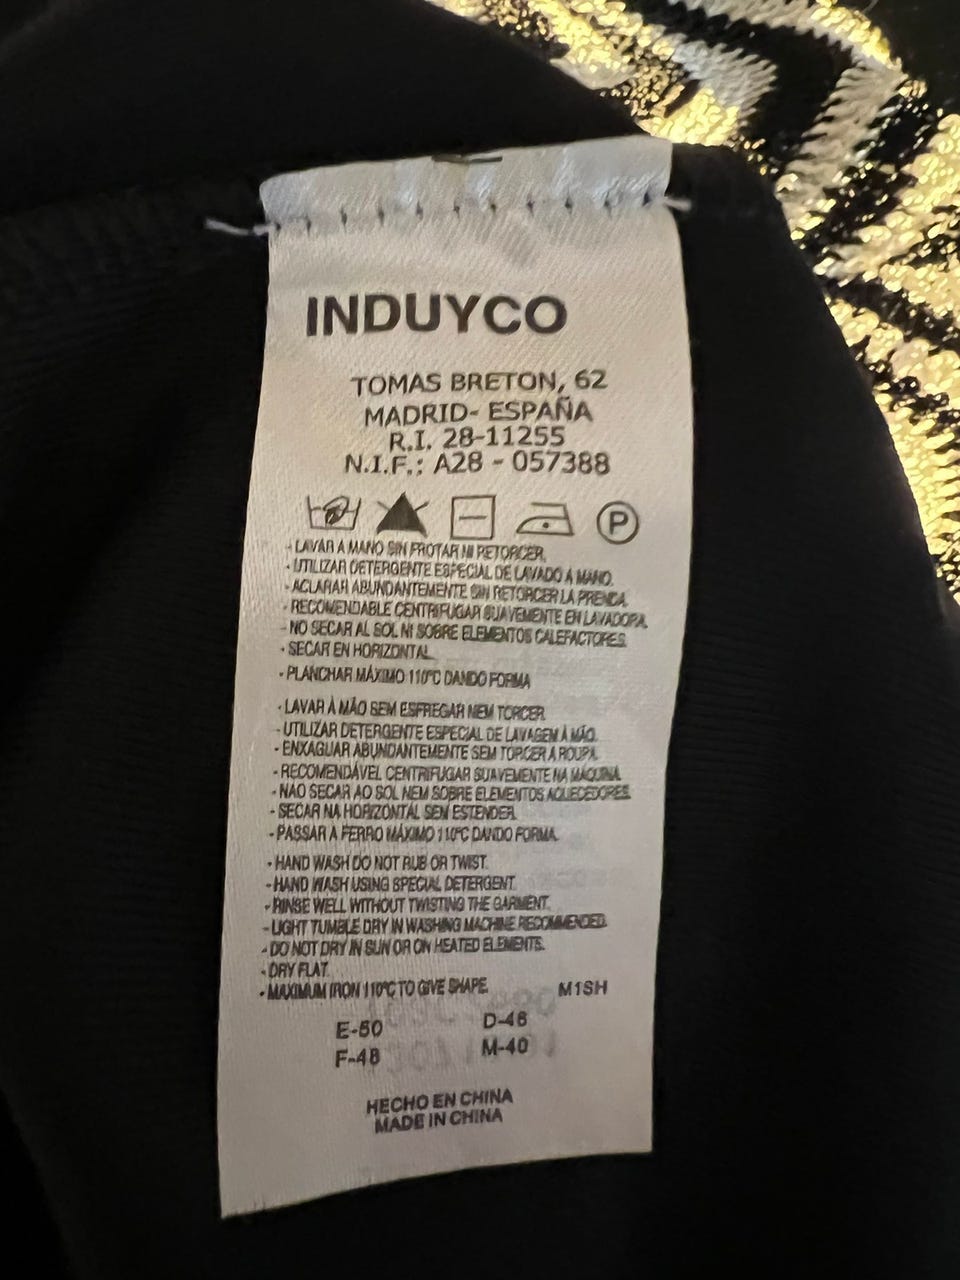 INDUYCO
TOMAS BRETON, 62
MADRID- ESPAÑA
R.I. 28-11255
N.I.F.: A28 - 057388
P
- LAVAR A MANO SIN FROTAR NI RETORCER.
- UTILIZAR DETERGENTE ESPECIAL DE LAVADO A MANO.
- ACLARAR ABUNDANTEMENTE SIN RETORCER LA PRENDA.
- RECOMENDABLE CENTRIFUGAR SUAVEMENTE EN LAVADORA.
- NO SECAR AL SOL NI SOBRE ELEMENTOS CALEFACTORES.
- SECAR EN HORIZONTAL.
- PLANCHAR MÁXIMO 110ºC DANDO FORMA
- LAVAR À MÃO SEM ESFREGAR NEM TORCER
- UTILIZAR DETERGENTE ESPECIAL DE LAVAGEM À MÃO.
- ENXAGUAR ABUNDANTEMENTE SEM TORCER A ROUPA.
- RECOMENDÁVEL CENTRIFUGAR SUAVEMENTE NA MÁQUINA.
- NAO SECAR AO SOL NEM SOBRE ELEMENTOS AQUECEDORES.
- SECAR NA HORIZONTAL SEM ESTENDER.
- PASSAR A FERRO MÁXIMO 110ºC DANDO FORMA.
- HAND WASH DO NOT RUB OR TWIST.
- HAND WASH USING SPECIAL DETERGENT.
- RINSE WELL WITHOUT TWISTING THE GARMENT.
- LIGHT TUMBLE DRY IN WASHING MACHINE RECOMMENDED.
- DO NOT DRY IN SUN OR ON HEATED ELEMENTS.
- DRY FLAT.
- MAXIMUM IRON 110ºC TO GIVE SHAPE. M1SH
E-50 D-46
F-48 M-40
HECHO EN CHINA
MADE IN CHINA